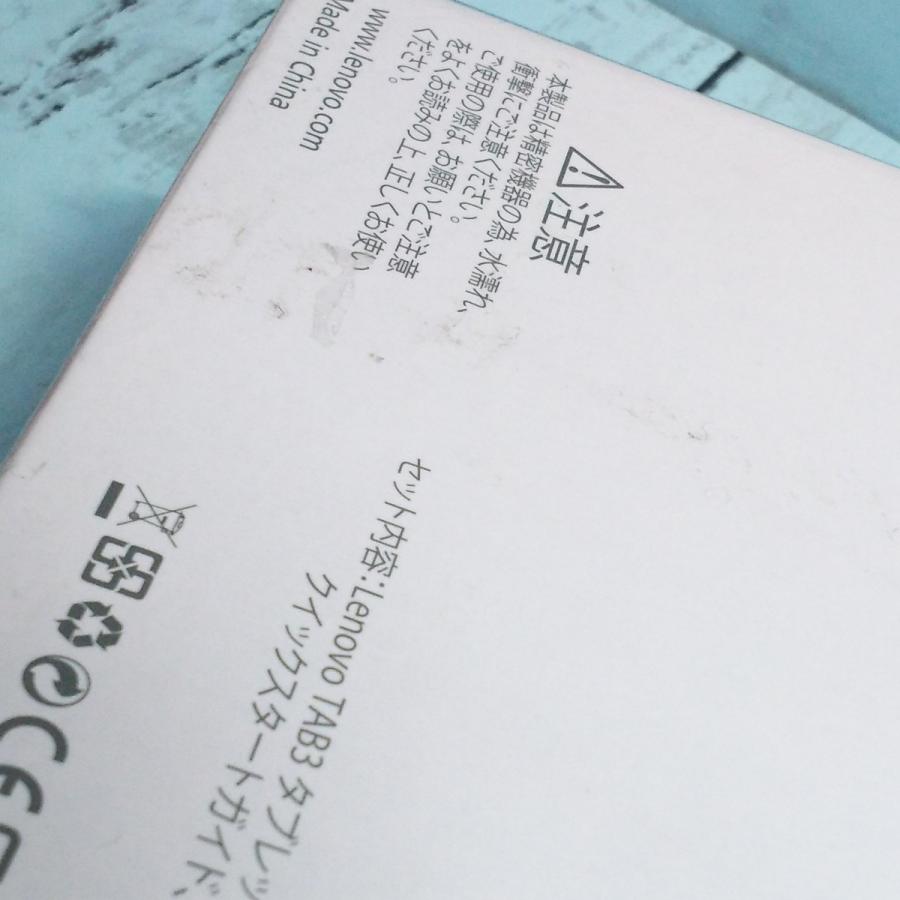 注意
本製品は精密機器の為、水濡れ、
衝撃にご注意ください。
ご使用の際は、お願いとご注意
をよくお読みの上、正しくお使い
ください。
www.lenovo.com
Made in China
セット内容:Lenovo TAB3 タブレッ
クイックスタートガイド、
CE